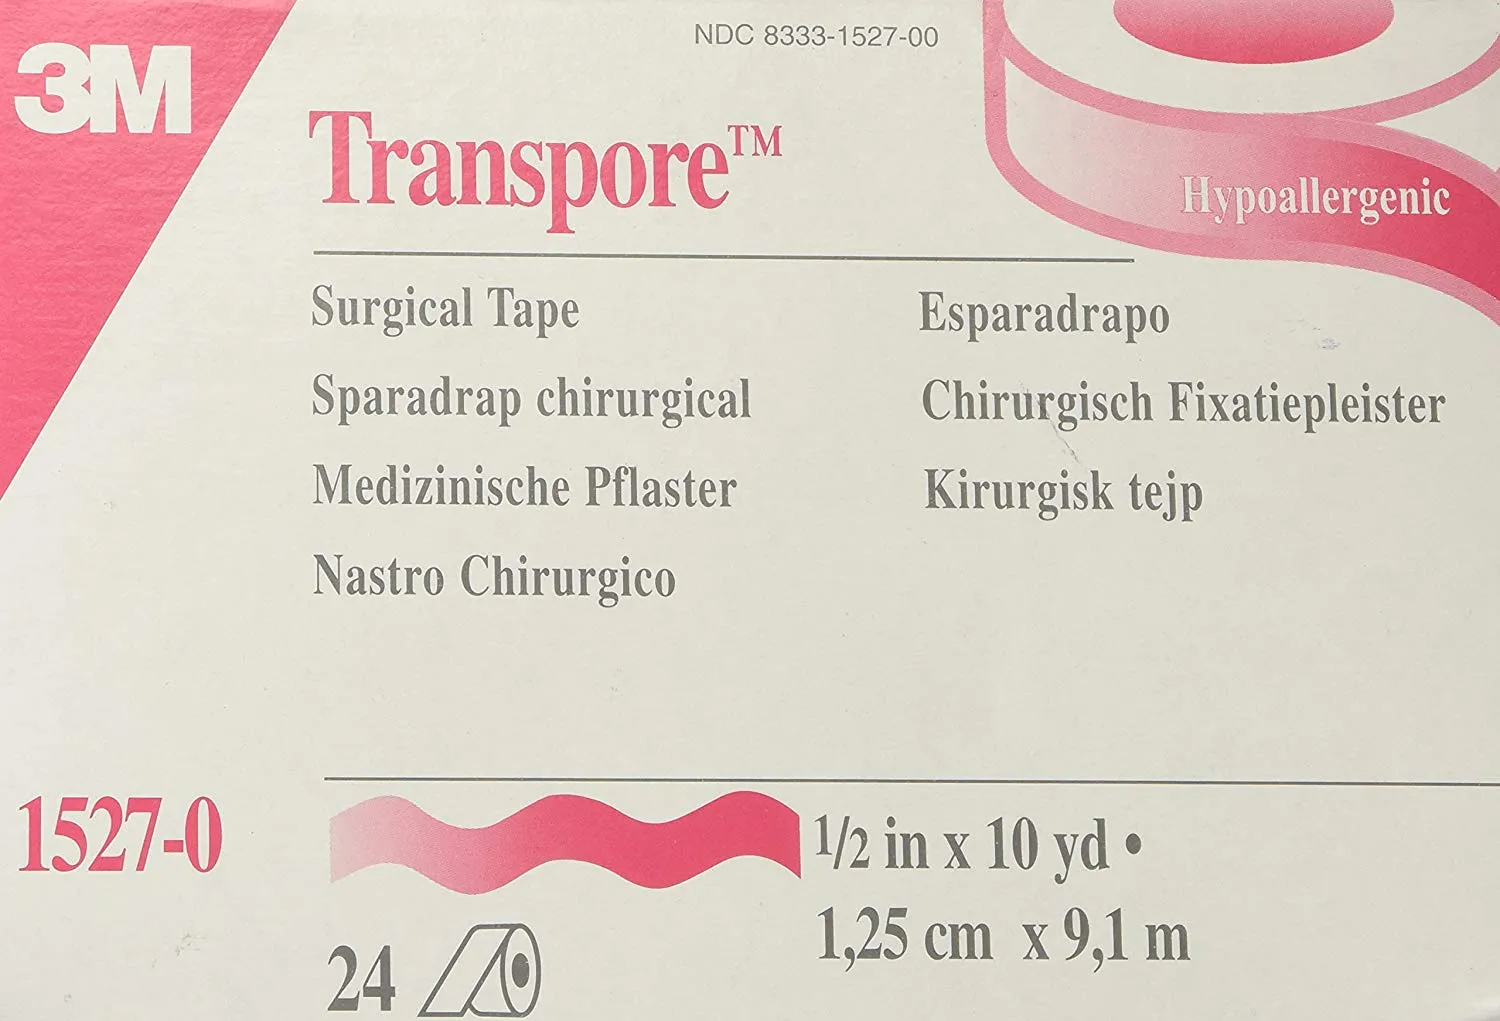 3M
NDC 8333-1527-00
Transpore™
Hypoallergenic
Surgical Tape
Sparadrap chirurgical
Medizinische Pflaster
Nastro Chirurgico
Esparadrapo
Chirurgisch Fixatiepleister
Kirurgisk tejp
1527-0
1/2 in x 10 yd •
1,25 cm x 9,1 m
24